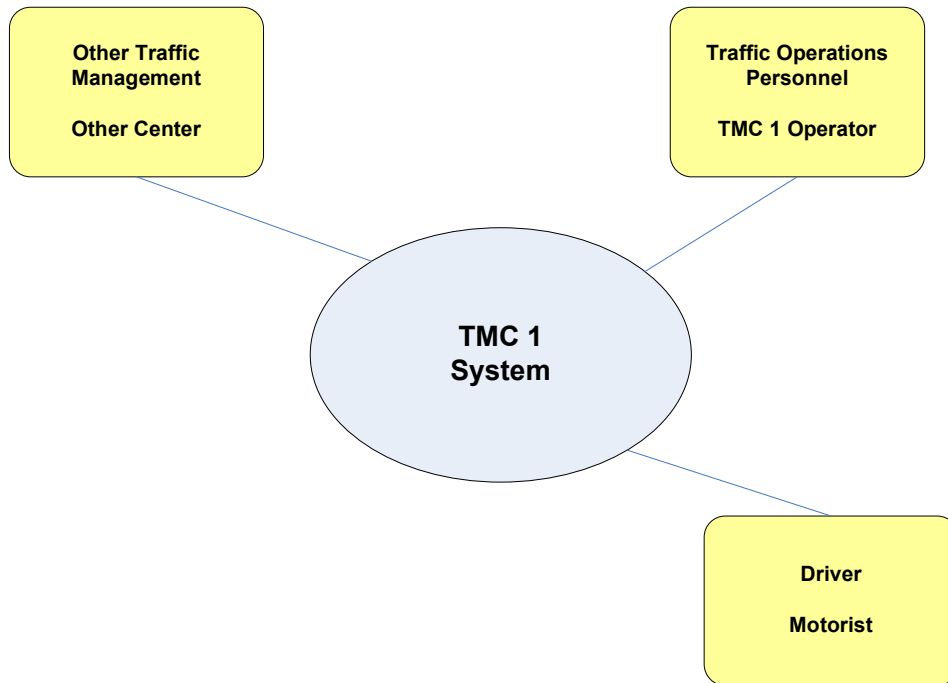 Other Traffic
Management
Other Center
Traffic Operations
Personnel
TMC 1 Operator
TMC 1
System
Driver
Motorist